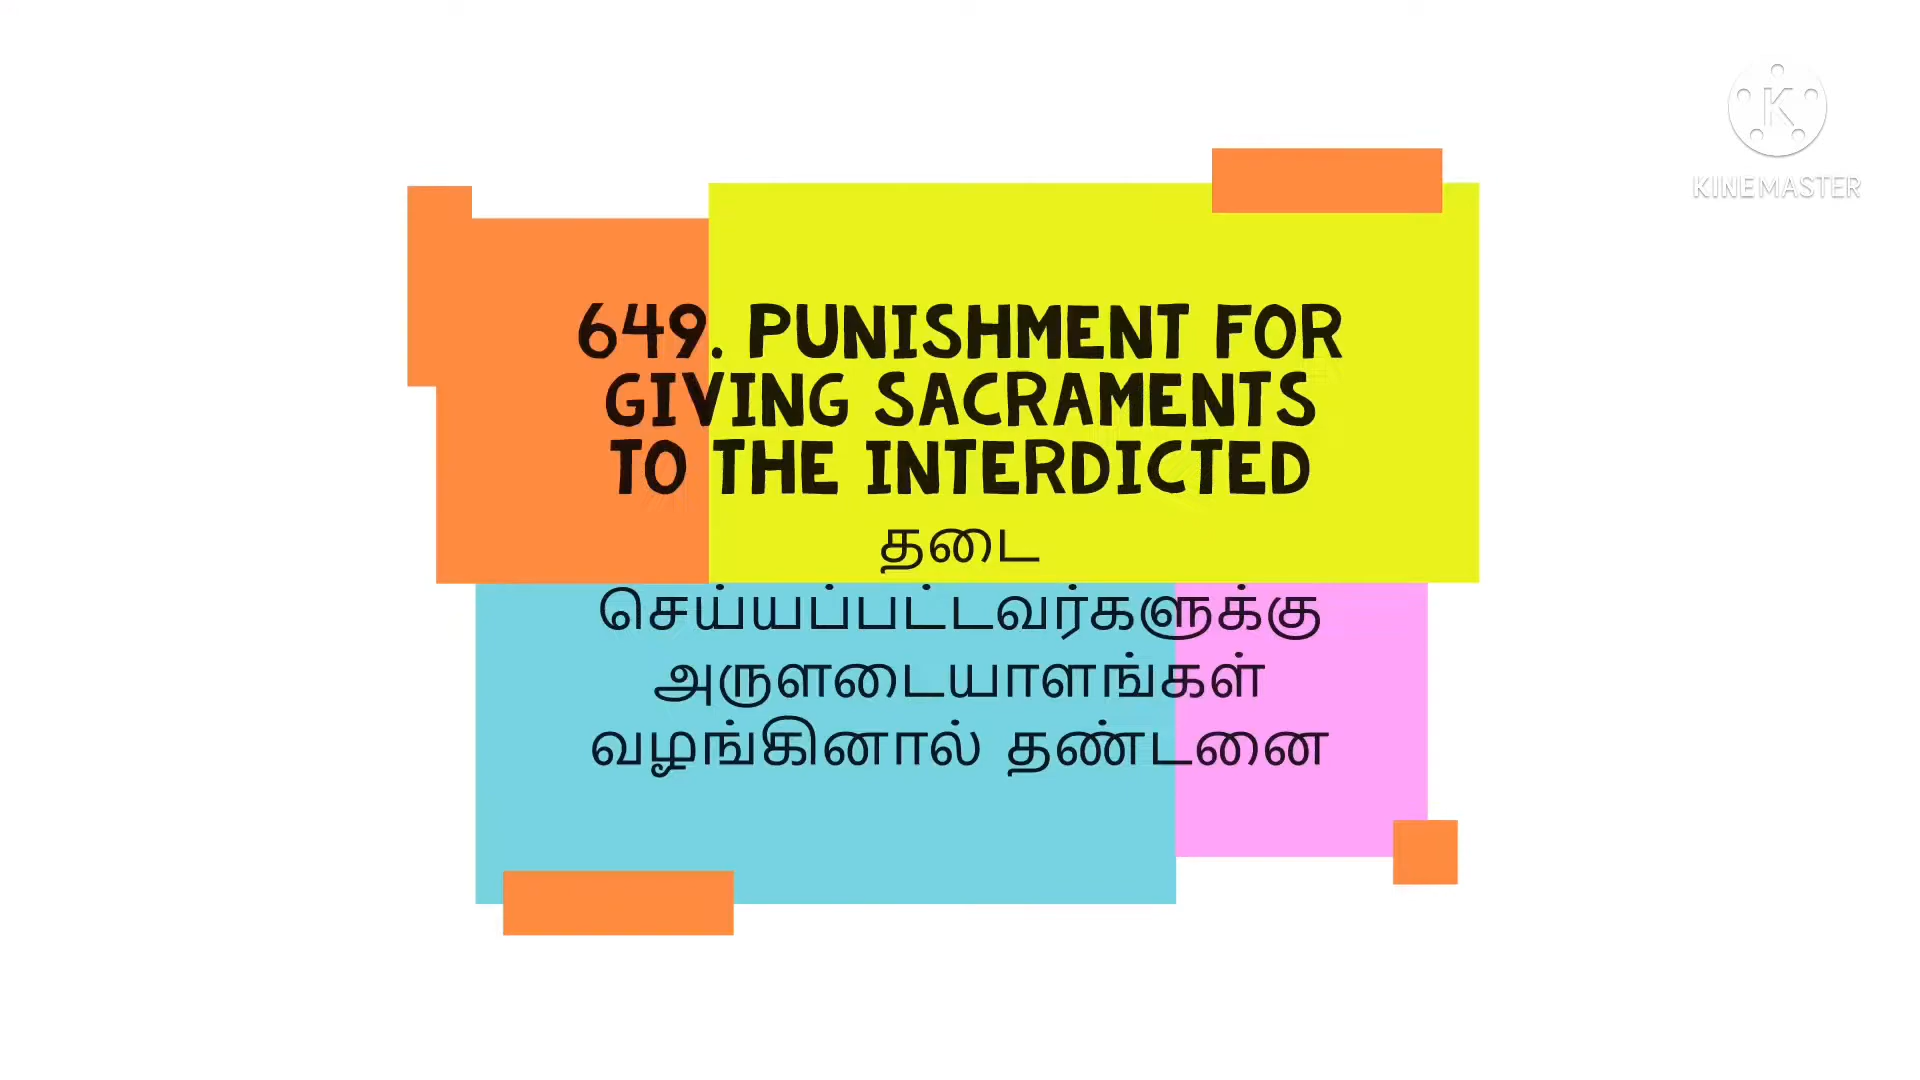 KINEMASTER
649. PUNISHMENT FOR
GIVING SACRAMENTS
TO THE INTERDICTED
தடை
செய்யப்பட்டவர்களுக்கு
அருளடையாளங்கள்
வழங்கினால் தண்டனை